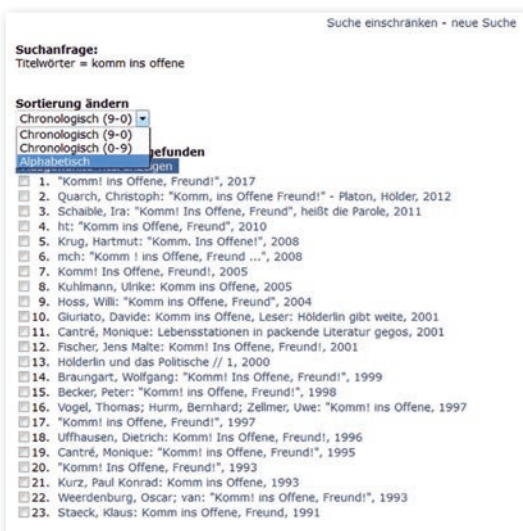 Suche einschränken - neue Suche
Suchanfrage:
Titelwörter = komm ins offene
Sortierung ändern
Chronologisch (9-0)
Chronologisch (9-0)
Chronologisch (0-9)
Alphabetisch
gefunden
1. "Komm! ins Offene, Freund!", 2017
2. Quarch, Christoph: "Komm, ins Offene Freund!" - Platon, Hölder, 2012
3. Schaible, Ira: "Komm! Ins Offene, Freund", heißt die Parole, 2011
4. ht: "Komm ins Offene, Freund", 2010
5. Krug, Hartmut: "Komm. Ins Offene!", 2008
6. mch: "Komm ! ins Offene, Freund ...", 2008
7. Komm! Ins Offene, Freund!, 2005
8. Kuhlmann, Ulrike: Komm ins Offene, 2005
9. Hoss, Willi: "Komm ins Offene, Freund", 2004
10. Giuriato, Davide: Komm ins Offene, Leser: Hölderlin gibt weite, 2001
11. Cantré, Monique: Lebensstationen in packende Literatur gegos, 2001
12. Fischer, Jens Malte: Komm! Ins Offene, Freund!, 2001
13. Hölderlin und das Politische // 1, 2000
14. Braungart, Wolfgang: "Komm! Ins Offene, Freund!", 1999
15. Becker, Peter: "Komm! ins Offene, Freund!", 1998
16. Vogel, Thomas; Hurm, Bernhard; Zellmer, Uwe: "Komm! ins Offene, 1997
17. "Komm! ins Offene, Freund!", 1997
18. Uffhausen, Dietrich: Komm! Ins Offene, Freund!, 1996
19. Cantré, Monique: "Komm! ins Offene, Freund!", 1995
20. "Komm! Ins Offene, Freund!", 1993
21. Kurz, Paul Konrad: Komm ins Offene, 1993
22. Weerdenburg, Oscar; van: "Komm! ins Offene, Freund!", 1993
23. Staeck, Klaus: Komm ins Offene, Freund, 1991